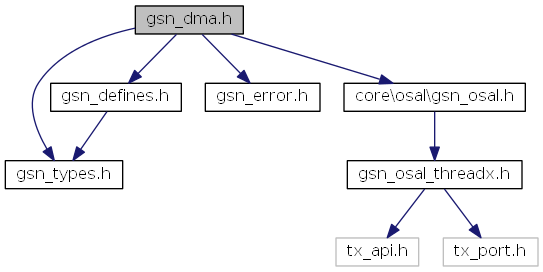 gsn_dma.h
gsn_defines.h
gsn_error.h
core\osal\gsn_osal.h
gsn_types.h
gsn_osal_threadx.h
tx_api.h
tx_port.h